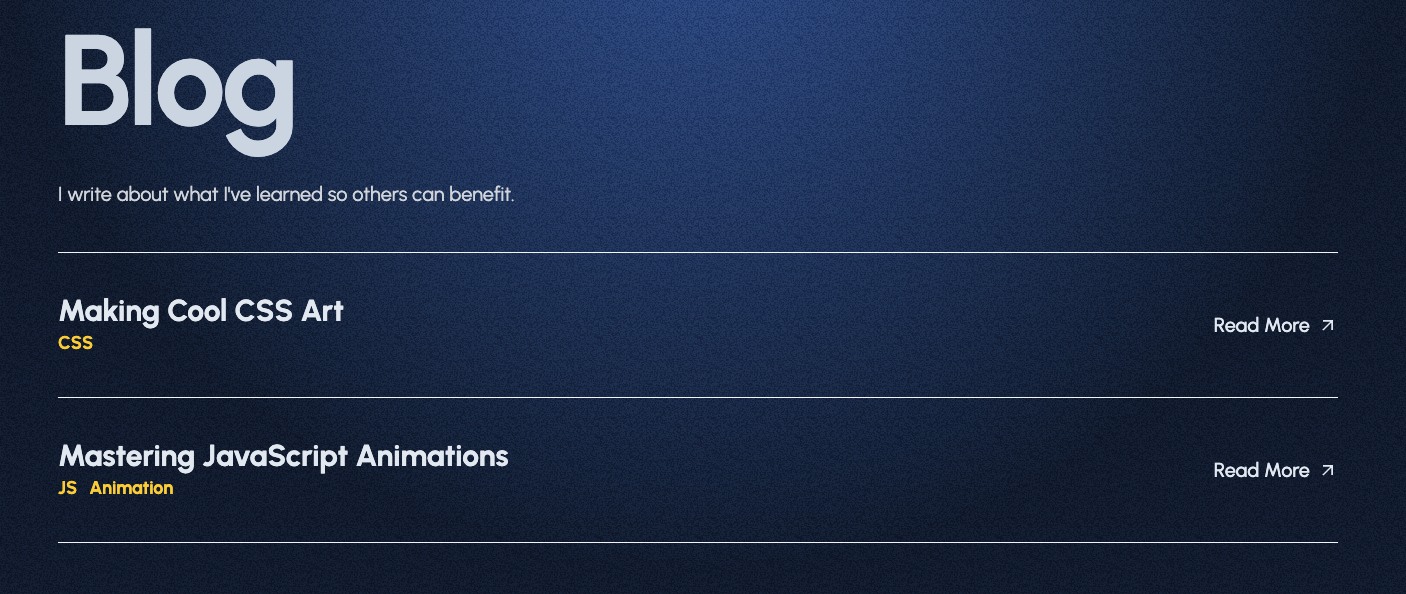 Blog
I write about what I've learned so others can benefit.
Making Cool CSS Art
CSS
Read More
Mastering JavaScript Animations
JS Animation
Read More